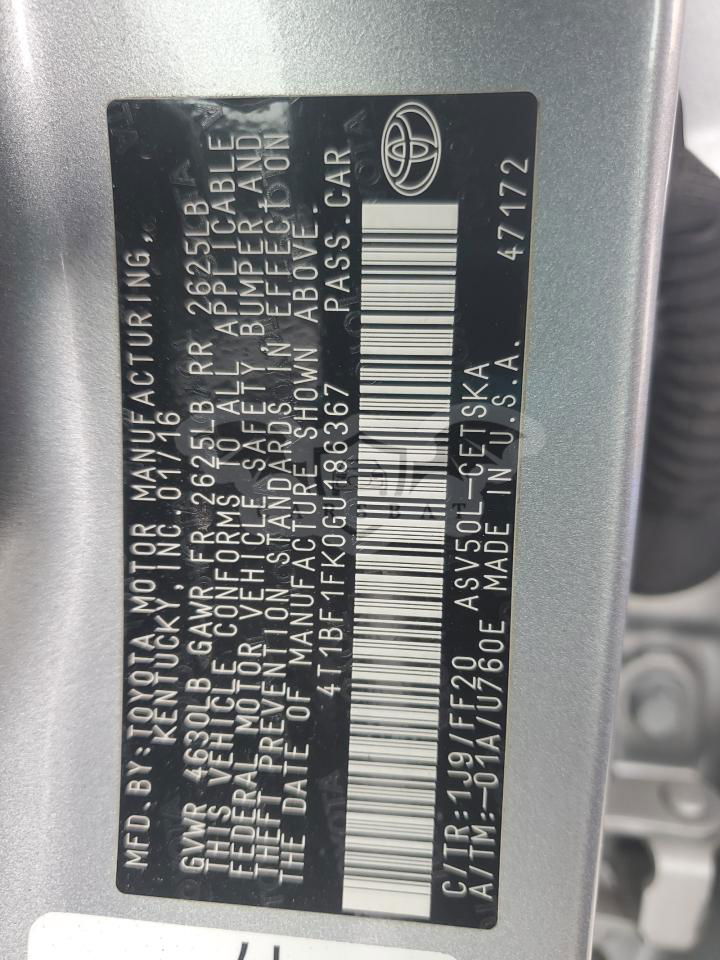 MFD.BY:TOYOTA MOTOR MANUFACTURING,
KENTUCKY,INC.01/16
GVWR 4630LB GAWR FR 2625LB RR 2625LB
THIS VEHICLE CONFORMS TO ALL APPLICABLE
FEDERAL MOTOR VEHICLE SAFETY, BUMPER AND
THEFT PREVENTION STANDARDS IN EFFECT ON
THE DATE OF MANUFACTURE SHOWN ABOVE.
4T1BF1FK0GU186367 PASS.CAR
C/TR:1J9/FF20 ASV50L-CETSKA
A/TM:-01A/U760E MADE IN U.S.A. 47172